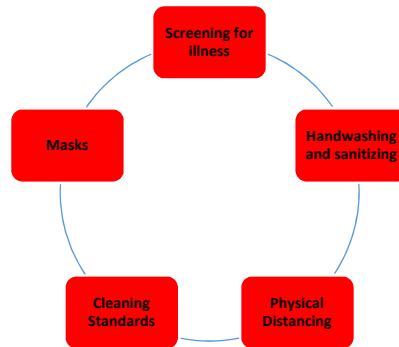 Screening for
illness
Handwashing
and sanitizing
Physical
Distancing
Cleaning
Standards
Masks